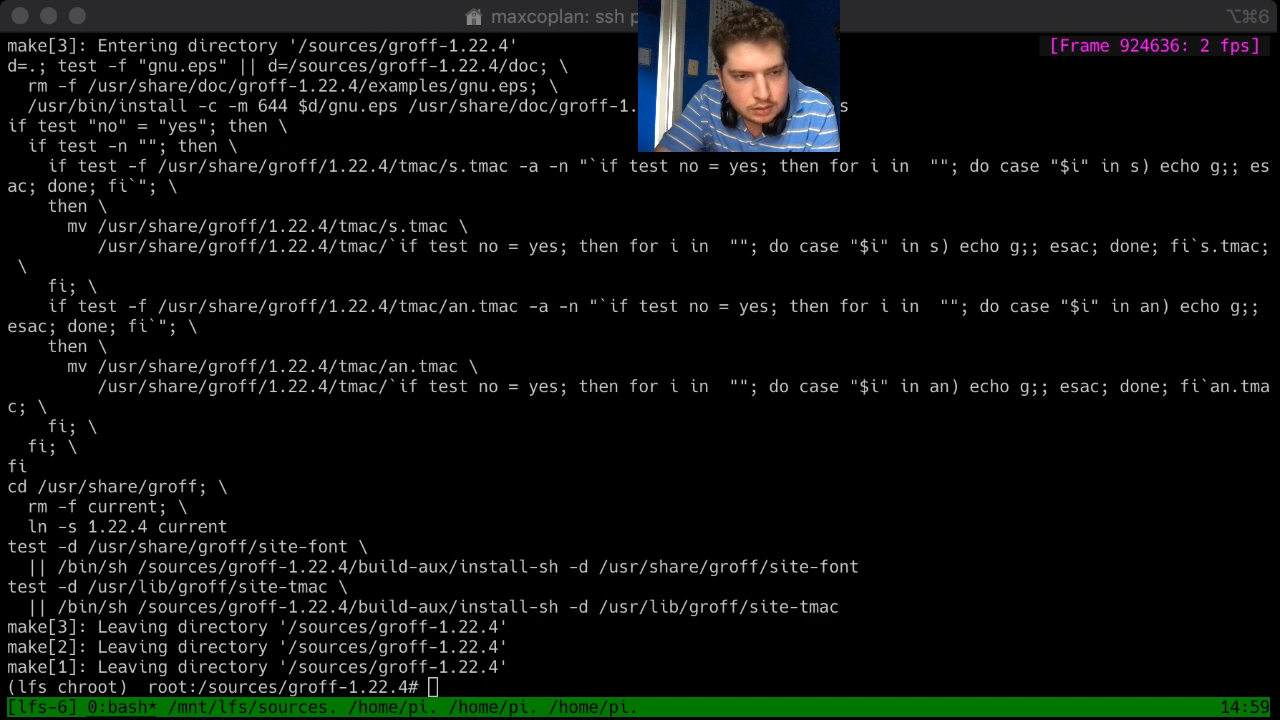 maxcoplan: ssh p
⌥⌘6
make[3]: Entering directory '/sources/groff-1.22.4'
[Frame 924636: 2 fps]
d=.; test -f "gnu.eps" || d=/sources/groff-1.22.4/doc; \
rm -f /usr/share/doc/groff-1.22.4/examples/gnu.eps; \
/usr/bin/install -c -m 644 $d/gnu.eps /usr/share/doc/groff-1. s
if test "no" = "yes"; then \
if test -n ""; then \
if test -f /usr/share/groff/1.22.4/tmac/s.tmac -a -n "`if test no = yes; then for i in  ""; do case "$i" in s) echo g;; es
ac; done; fi`"; \
then \
mv /usr/share/groff/1.22.4/tmac/s.tmac \
/usr/share/groff/1.22.4/tmac/`if test no = yes; then for i in  ""; do case "$i" in s) echo g;; esac; done; fi`s.tmac;
\
fi; \
if test -f /usr/share/groff/1.22.4/tmac/an.tmac -a -n "`if test no = yes; then for i in  ""; do case "$i" in an) echo g;;
esac; done; fi`"; \
then \
mv /usr/share/groff/1.22.4/tmac/an.tmac \
/usr/share/groff/1.22.4/tmac/`if test no = yes; then for i in  ""; do case "$i" in an) echo g;; esac; done; fi`an.tma
c; \
fi; \
fi; \
fi
cd /usr/share/groff; \
rm -f current; \
ln -s 1.22.4 current
test -d /usr/share/groff/site-font \
|| /bin/sh /sources/groff-1.22.4/build-aux/install-sh -d /usr/share/groff/site-font
test -d /usr/lib/groff/site-tmac \
|| /bin/sh /sources/groff-1.22.4/build-aux/install-sh -d /usr/lib/groff/site-tmac
make[3]: Leaving directory '/sources/groff-1.22.4'
make[2]: Leaving directory '/sources/groff-1.22.4'
make[1]: Leaving directory '/sources/groff-1.22.4'
(lfs chroot)  root:/sources/groff-1.22.4#
[lfs-6] 0:bash* /mnt/lfs/sources. /home/pi. /home/pi. /home/pi. 14:59